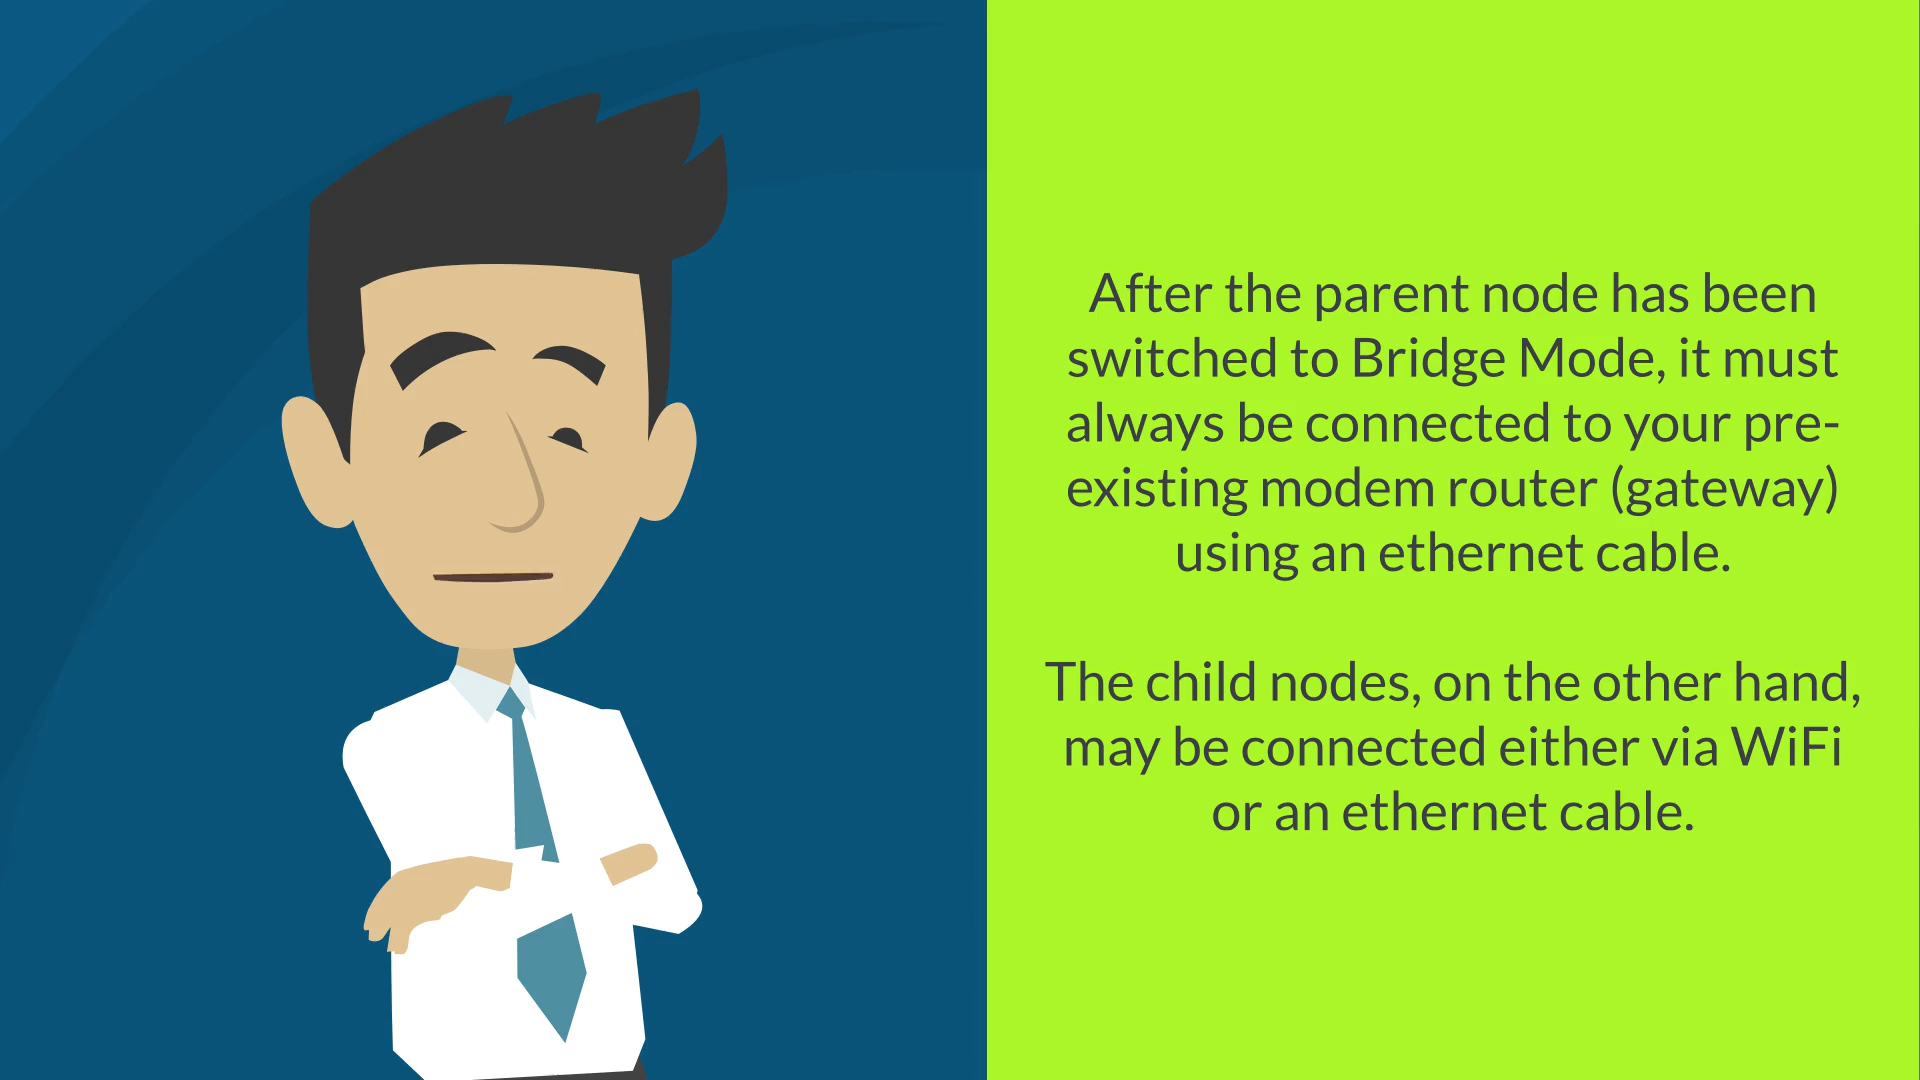 After the parent node has been
switched to Bridge Mode, it must
always be connected to your pre-
existing modem router (gateway)
using an ethernet cable.
The child nodes, on the other hand,
may be connected either via WiFi
or an ethernet cable.